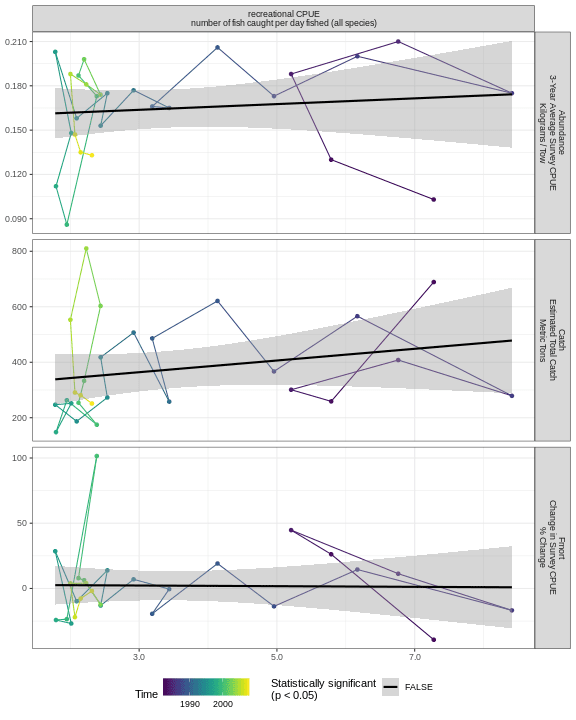 recreational CPUE
number of fish caught per day fished (all species)
0.210
0.180
0.150
0.120
0.090
Abundance
3-Year Average Survey CPUE
Kilograms / Tow
800
600
400
200
Catch
Estimated Total Catch
Metric Tons
100
50
0
Fmort
Change in Survey CPUE
% Change
3.0
5.0
7.0
Time
1990
2000
Statistically significant
(p < 0.05)
FALSE